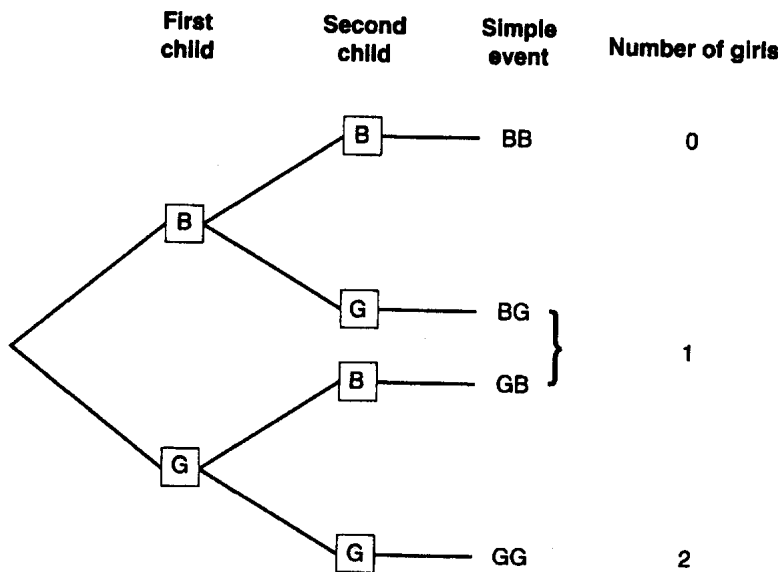 First child
Second child
Simple event
Number of girls
B
BB
0
B
G
BG
1
B
GB
G
G
GG
2